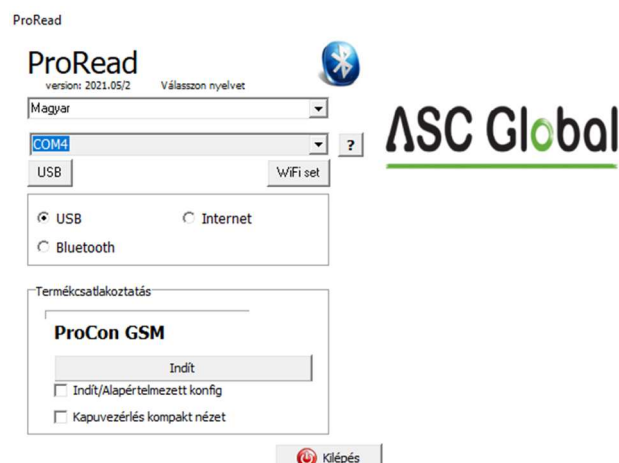 ProRead
ProRead
version: 2021.05/2 Válasszon nyelvet
Magyar
COM4
?
USB WiFi set
USB Internet
Bluetooth
Termékcsatlakoztatás
ProCon GSM
Indít
Indít/Alapértelmezett konfig
Kapuvezérlés kompakt nézet
Kilépés
ASC Global